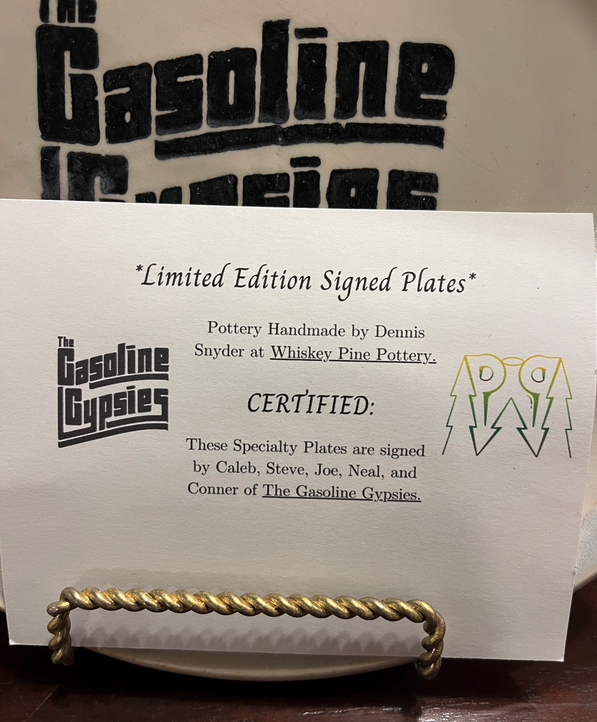 The
Gasoline
Gypsies
*Limited Edition Signed Plates*
Pottery Handmade by Dennis
Snyder at Whiskey Pine Pottery.
The
Gasoline
Gypsies
CERTIFIED:
These Specialty Plates are signed
by Caleb, Steve, Joe, Neal, and
Conner of The Gasoline Gypsies.